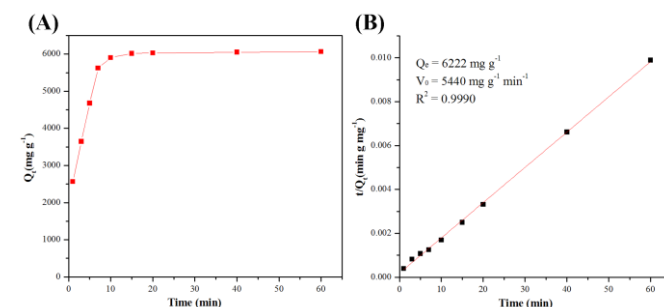 (A)
7000
6000
5000
4000
3000
2000
1000
0
Qt(mg g-1)
0 10 20 30 40 50 60
Time (min)
(B)
Qe = 6222 mg g-1
V0 = 5440 mg g-1 min-1
R2 = 0.9990
0.010
0.008
0.006
0.004
0.002
0.000
t/Qt(min g mg-1)
0 10 20 30 40 50 60
Time (min)